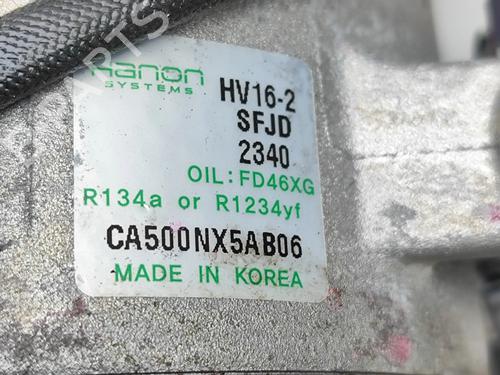 Hanon
SYSTEMS
HV16-2
SFJD
2340
OIL: FD46XG
R134a or R1234yf
CA500NX5AB06
MADE IN KOREA